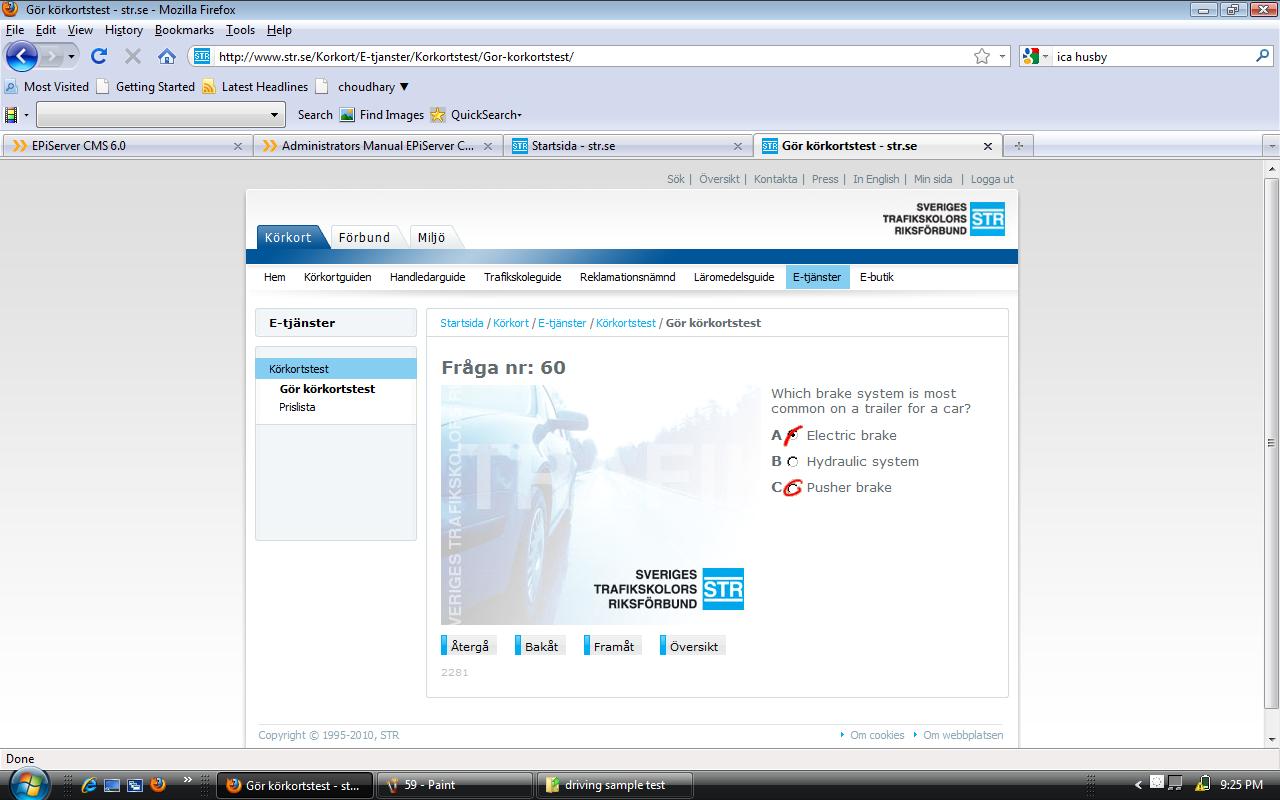 Gör körkortstest - str.se - Mozilla Firefox
File Edit View History Bookmarks Tools Help
STR http://www.str.se/Korkort/E-tjanster/Korkortstest/Gor-korkortstest/ ica husby
Most Visited Getting Started Latest Headlines choudhary
Search Find Images QuickSearch
EPiServer CMS 6.0 Administrators Manual EPiServer C... STR Startsida - str.se STR Gör körkortstest - str.se
Sök | Översikt | Kontakta | Press | In English | Min sida | Logga ut
SVERIGES
TRAFIKSKOLORS STR
RIKSFÖRBUND
Körkort Förbund Miljö
Hem Körkortguiden Handledarguide Trafikskoleguide Reklamationsnämnd Läromedelsguide E-tjänster E-butik
E-tjänster
Körkortstest
Gör körkortstest
Prislista
Startsida / Körkort / E-tjänster / Körkortstest / Gör körkortstest
Fråga nr: 60
Which brake system is most
common on a trailer for a car?
A Electric brake
B Hydraulic system
C Pusher brake
VERIGES TRAFIKSKOLORS R
TRAFIK
SVERIGES
TRAFIKSKOLORS STR
RIKSFÖRBUND
Återgå Bakåt Framåt Översikt
2281
Copyright © 1995-2010, STR Om cookies Om webbplatsen
Done
Gör körkortstest - st... 59 - Paint driving sample test 9:25 PM